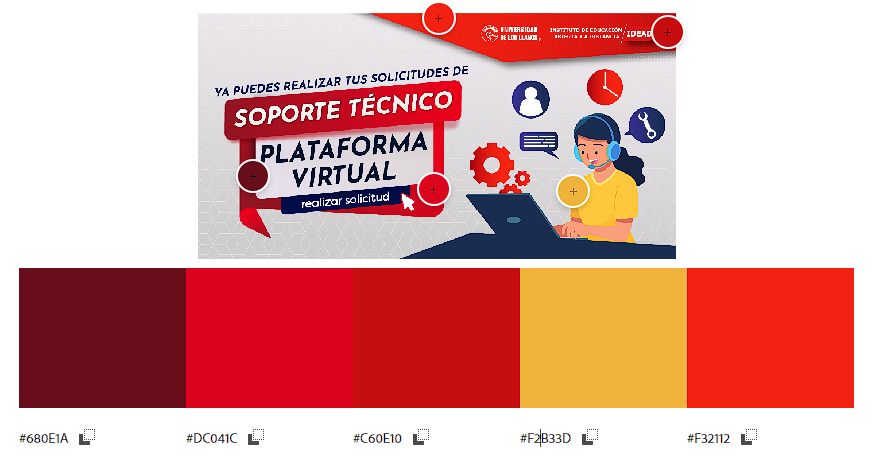 UNIVERSIDAD
DE LOS LLANOS
INSTITUTO DE EDUCACIÓN
ABIERTA Y A DISTANCIA
IDEAD
YA PUEDES REALIZAR TUS SOLICITUDES DE
SOPORTE TÉCNICO
PLATAFORMA
VIRTUAL
realizar solicitud
#680E1A
#DC041C
#C60E10
#F2B33D
#F32112